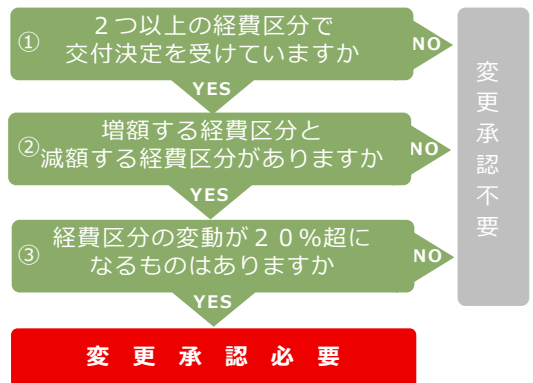 ① ２つ以上の経費区分で
交付決定を受けていますか
NO
YES
② 増額する経費区分と
減額する経費区分がありますか
NO
YES
③ 経費区分の変動が２０％超に
なるものはありますか
NO
YES
変更承認必要
変更承認不要